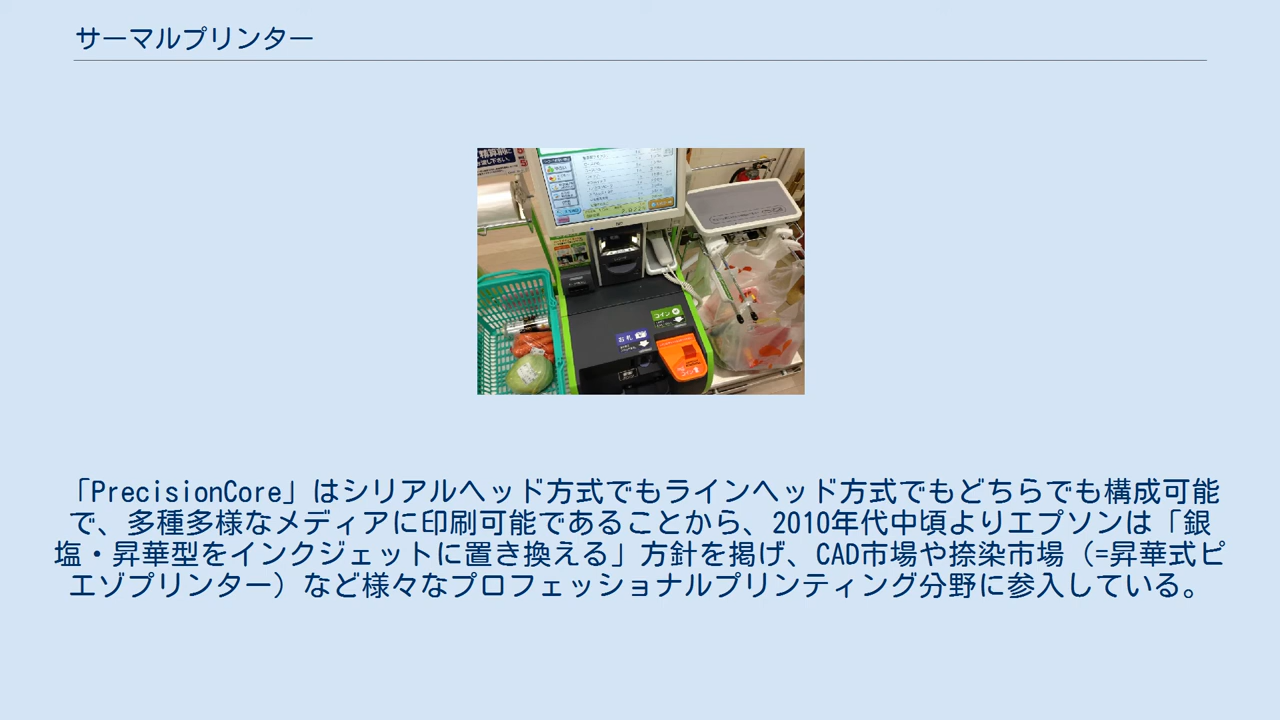 サーマルプリンター
お札
コイン
「PrecisionCore」はシリアルヘッド方式でもラインヘッド方式でもどちらでも構成可能
で、多種多様なメディアに印刷可能であることから、2010年代中頃よりエプソンは「銀
塩・昇華型をインクジェットに置き換える」方針を掲げ、CAD市場や捺染市場（=昇華式ピ
エゾプリンター）など様々なプロフェッショナルプリンティング分野に参入している。